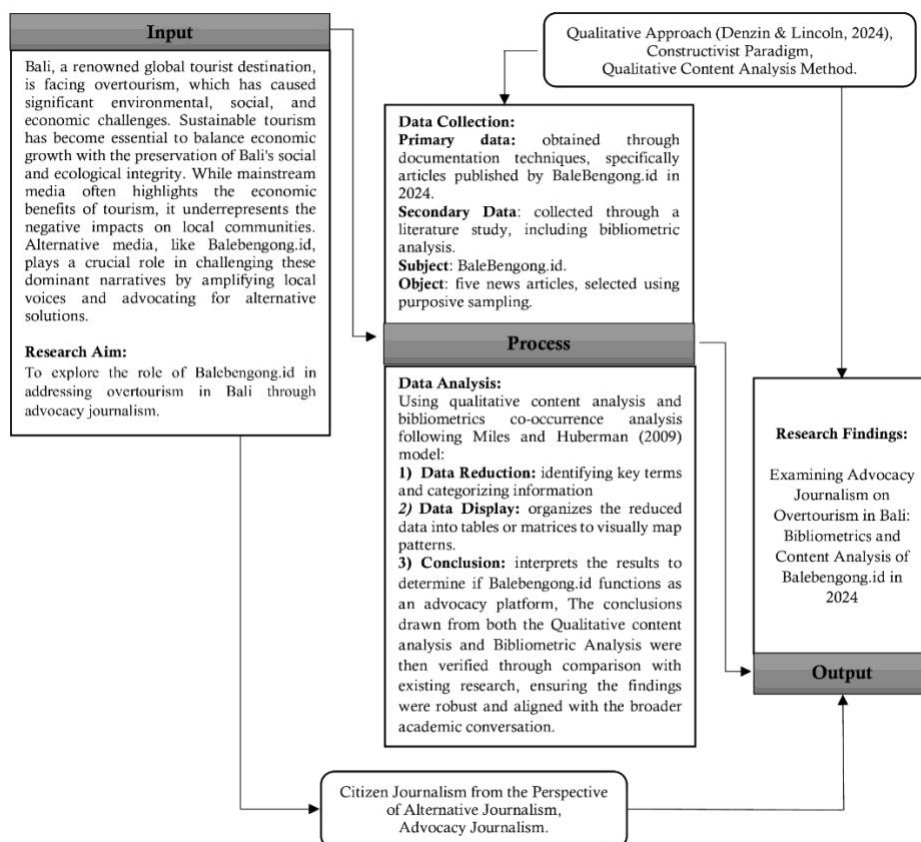 Input
Bali, a renowned global tourist destination,
is facing overtourism, which has caused
significant environmental, social, and
economic challenges. Sustainable tourism
has become essential to balance economic
growth with the preservation of Bali's social
and ecological integrity. While mainstream
media often highlights the economic
benefits of tourism, it underrepresents the
negative impacts on local communities.
Alternative media, like Balebengong.id,
plays a crucial role in challenging these
dominant narratives by amplifying local
voices and advocating for alternative
solutions.
Research Aim:
To explore the role of Balebengong.id in
addressing overtourism in Bali through
advocacy journalism.
Qualitative Approach (Denzin & Lincoln, 2024),
Constructivist Paradigm,
Qualitative Content Analysis Method.
Data Collection:
Primary data: obtained through
documentation techniques, specifically
articles published by BaleBengong.id in
2024.
Secondary Data: collected through a
literature study, including bibliometric
analysis.
Subject: BaleBengong.id.
Object: five news articles, selected using
purposive sampling.
Process
Data Analysis:
Using qualitative content analysis and
bibliometrics co-occurrence analysis
following Miles and Huberman (2009)
model:
1) Data Reduction: identifying key terms
and categorizing information
2) Data Display: organizes the reduced
data into tables or matrices to visually map
patterns.
3) Conclusion: interprets the results to
determine if Balebengong.id functions as
an advocacy platform, The conclusions
drawn from both the Qualitative content
analysis and Bibliometric Analysis were
then verified through comparison with
existing research, ensuring the findings
were robust and aligned with the broader
academic conversation.
Research Findings:
Examining Advocacy
Journalism on
Overtourism in Bali:
Bibliometrics and
Content Analysis of
Balebengong.id in
2024
Output
Citizen Journalism from the Perspective
of Alternative Journalism,
Advocacy Journalism.